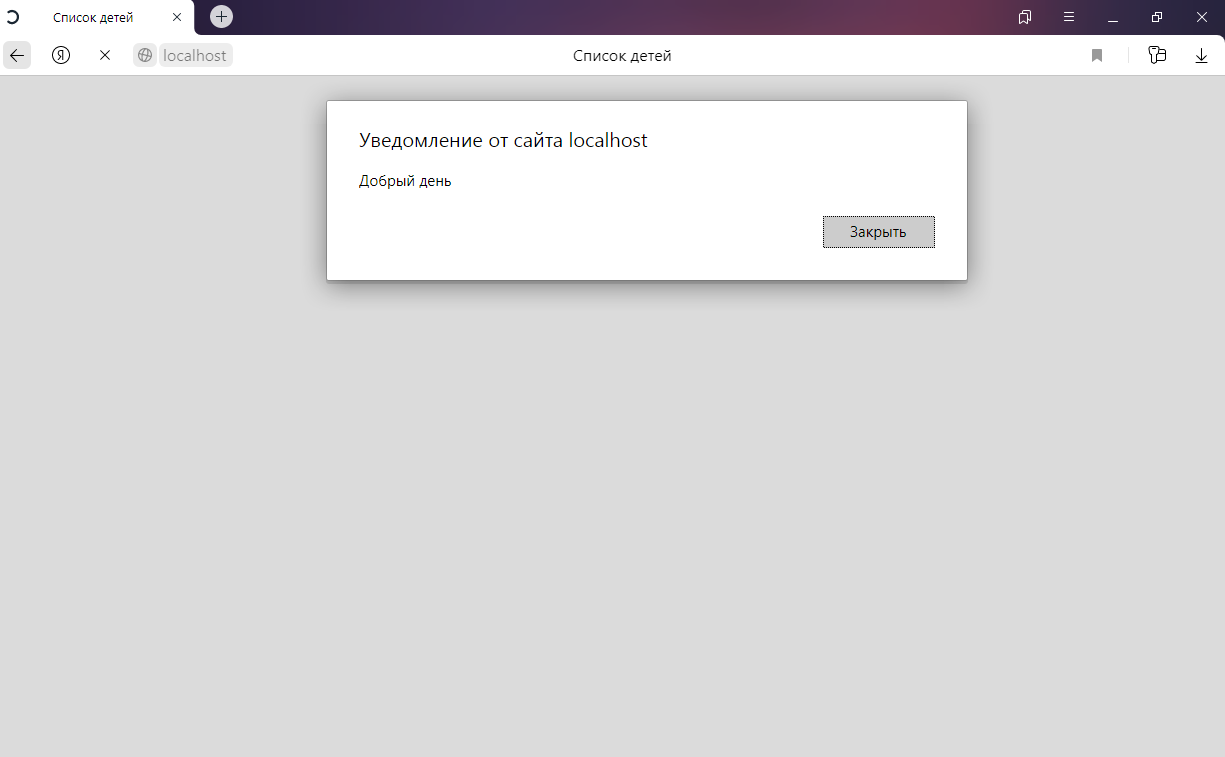 Список детей
Я
localhost
Список детей
Уведомление от сайта localhost
Добрый день
Закрыть